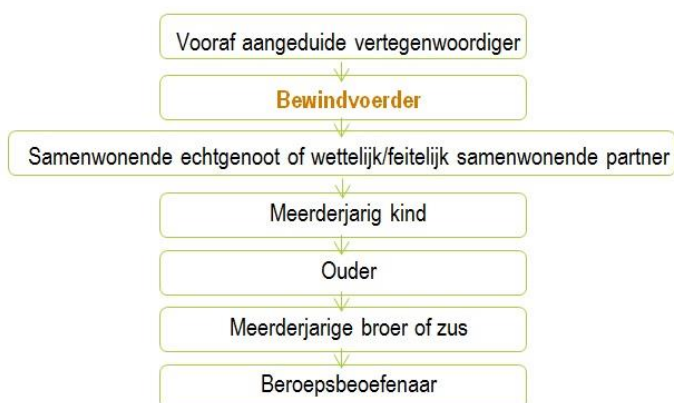 Vooraf aangeduide vertegenwoordiger
Bewindvoerder
Samenwonende echtgenoot of wettelijk/feitelijk samenwonende partner
Meerderjarig kind
Ouder
Meerderjarige broer of zus
Beroepsbeoefenaar